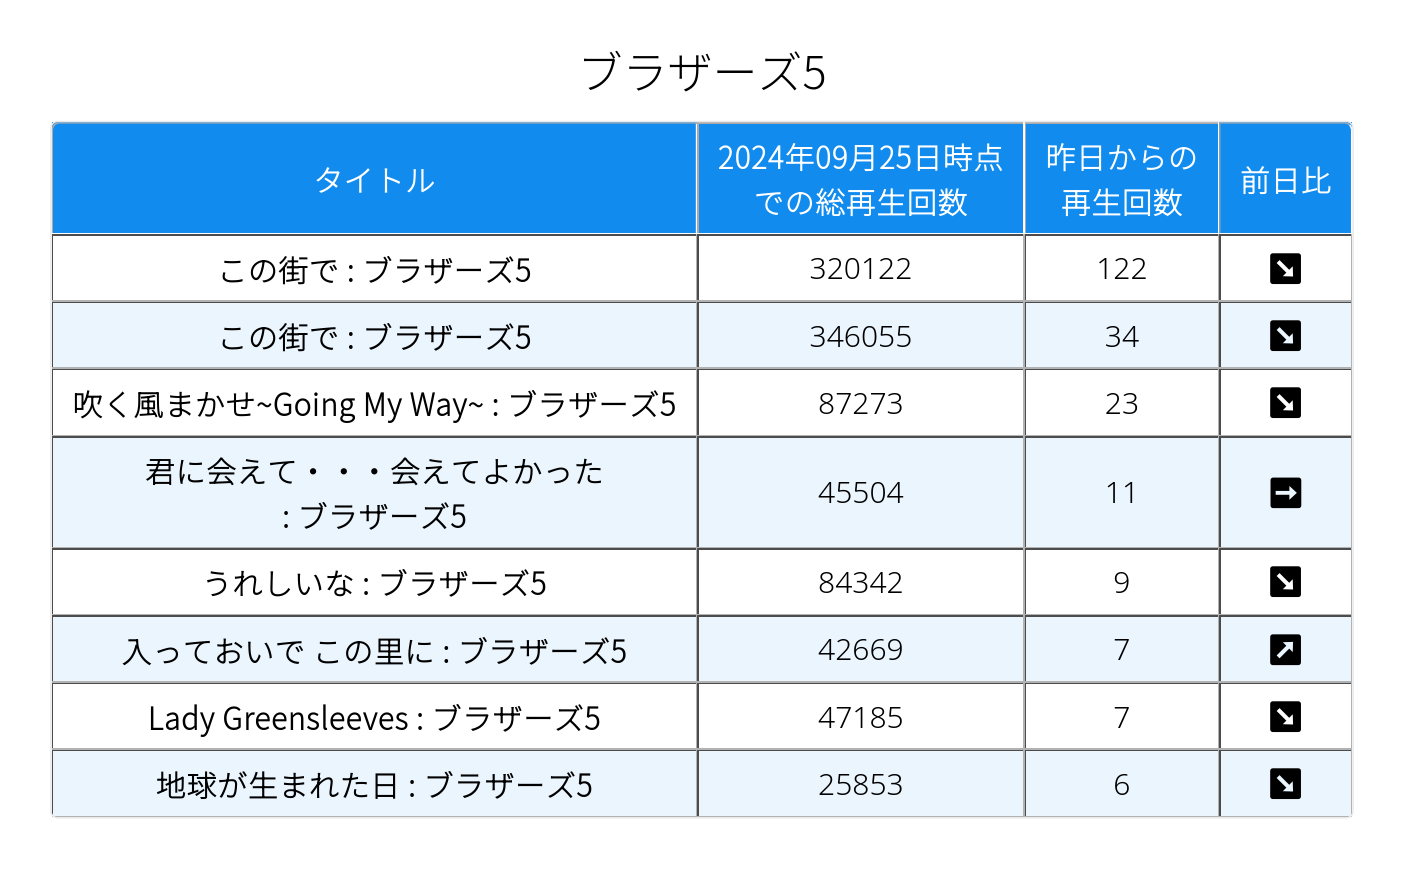 ブラザーズ5
タイトル
2024年09月25日時点
での総再生回数
昨日からの
再生回数
前日比
この街で : ブラザーズ5
320122
122
↘
この街で : ブラザーズ5
346055
34
↘
吹く風まかせ~Going My Way~ : ブラザーズ5
87273
23
↘
君に会えて・・・会えてよかった
: ブラザーズ5
45504
11
→
うれしいな : ブラザーズ5
84342
9
↘
入っておいで この里に : ブラザーズ5
42669
7
↗
Lady Greensleeves : ブラザーズ5
47185
7
↘
地球が生まれた日 : ブラザーズ5
25853
6
↘